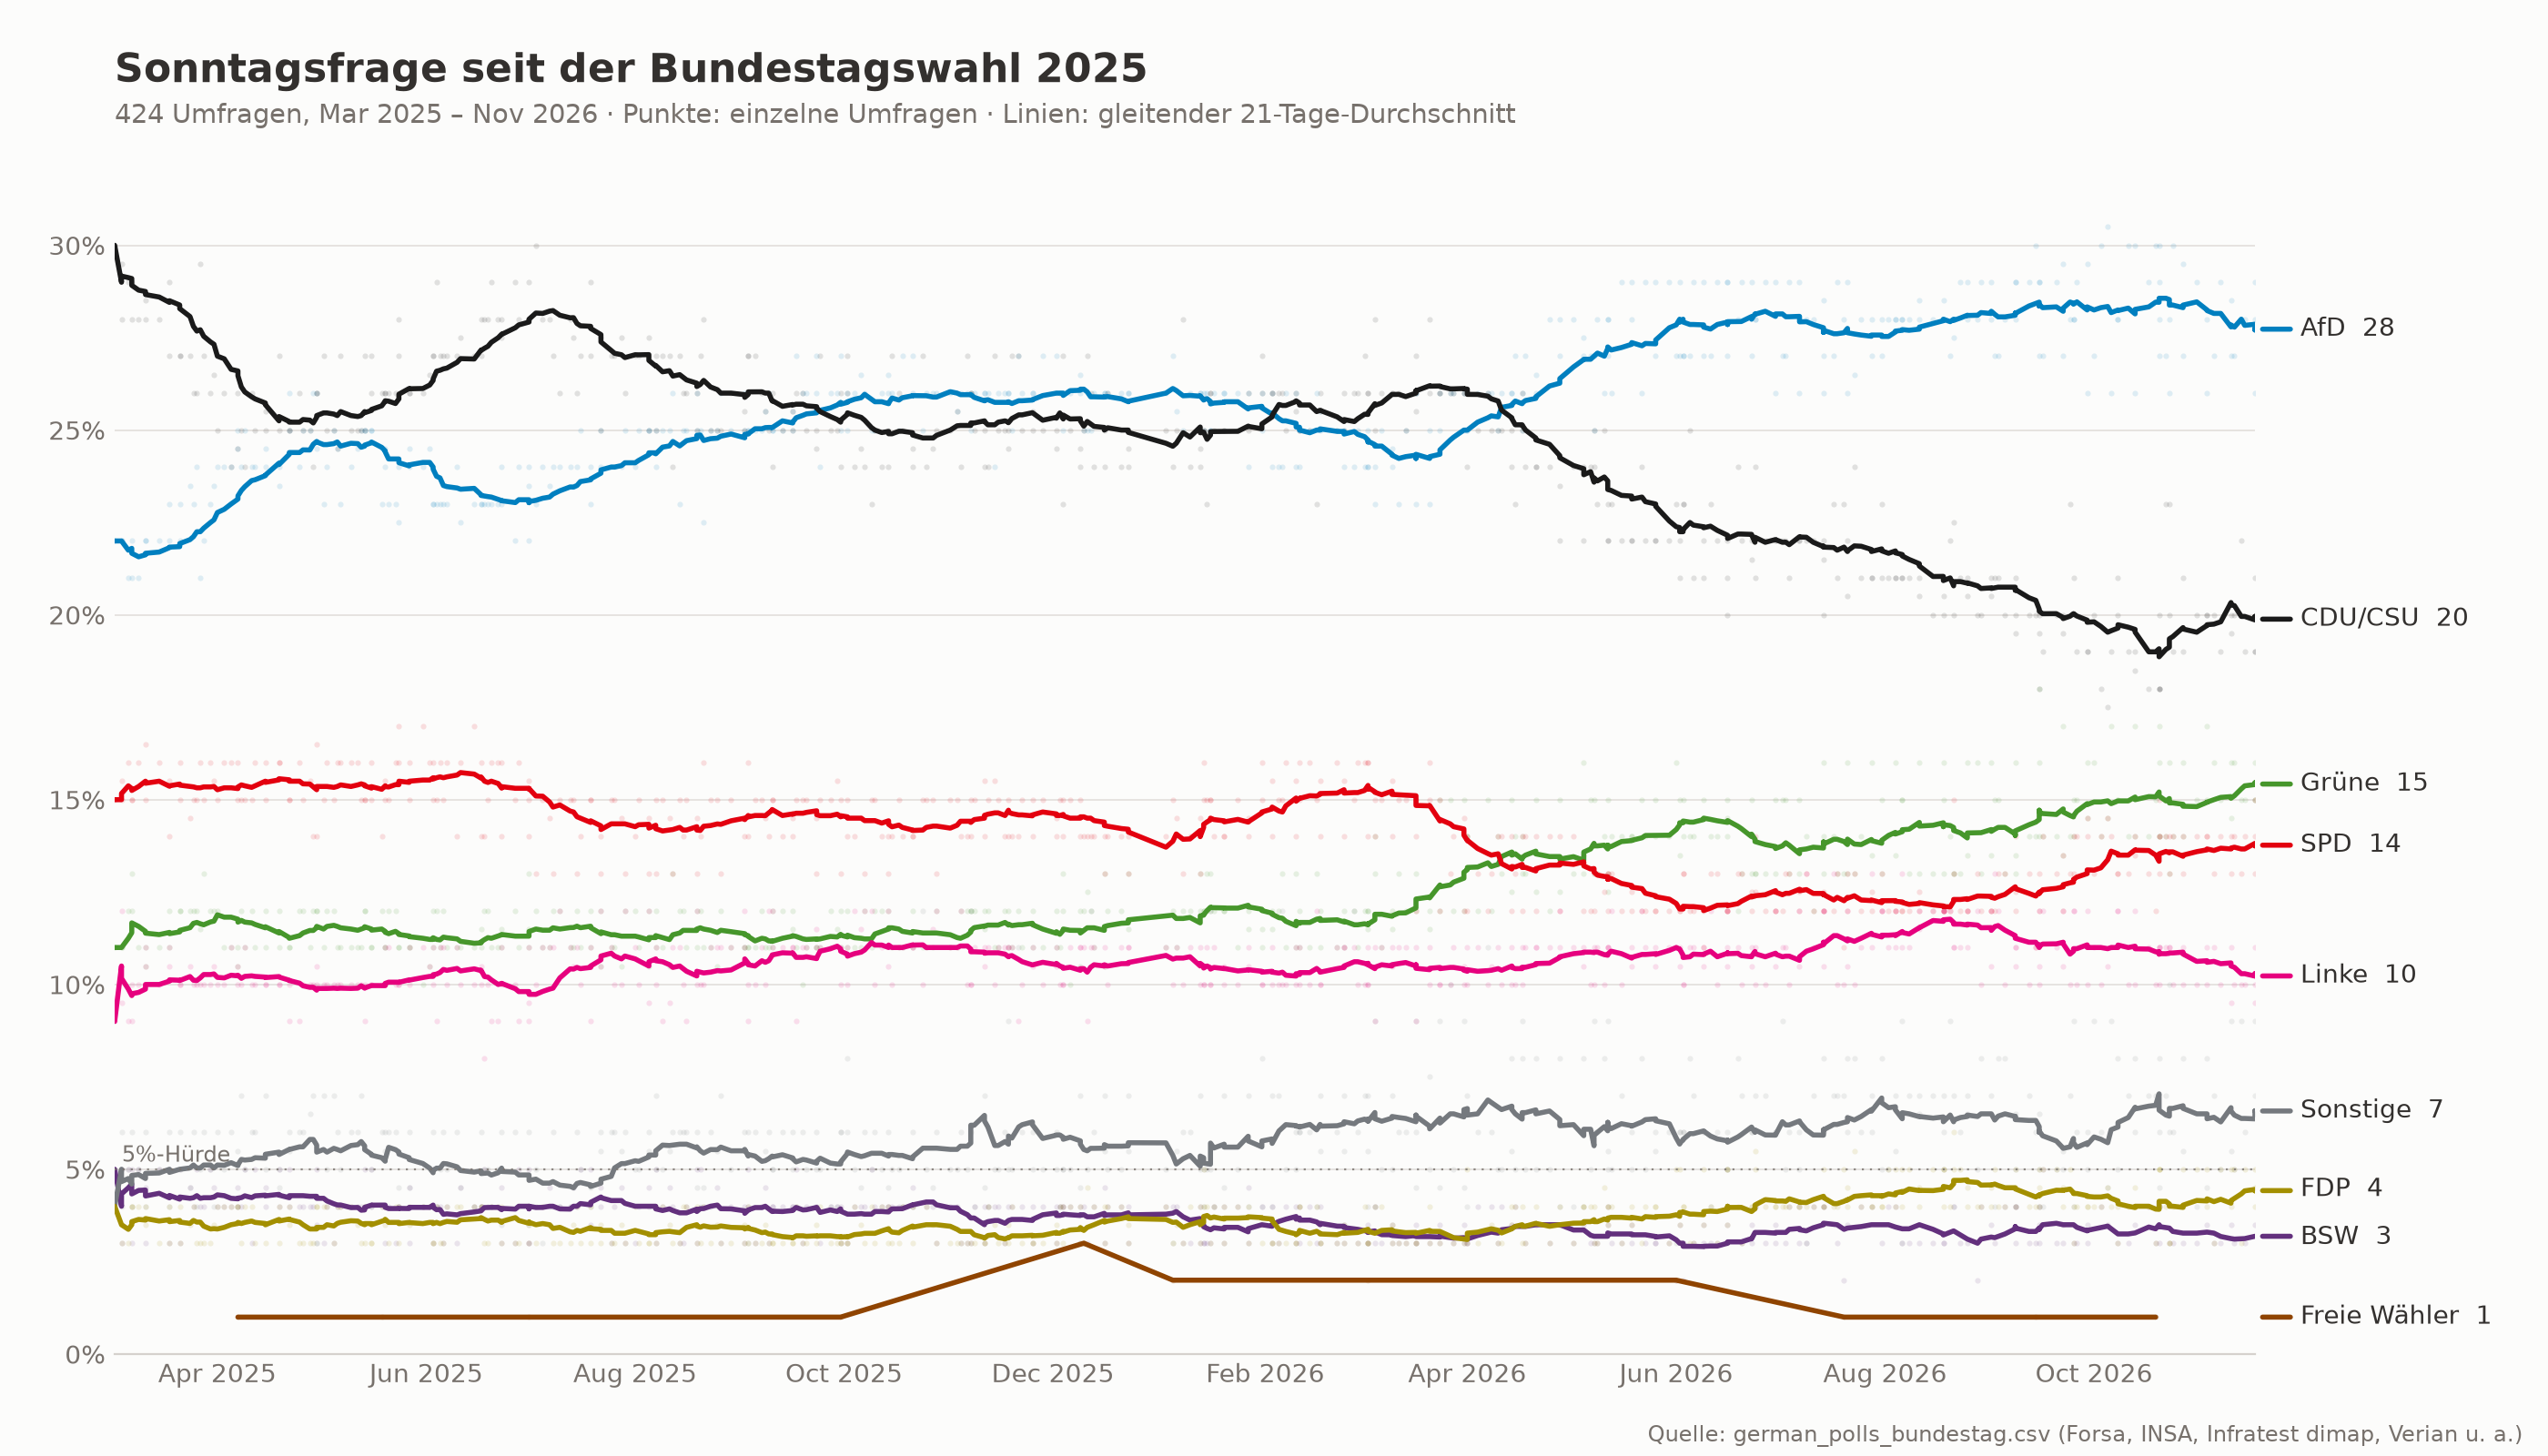 Sonntagsfrage seit der Bundestagswahl 2025
424 Umfragen, Mar 2025 – Nov 2026 · Punkte: einzelne Umfragen · Linien: gleitender 21-Tage-Durchschnitt
30%
25%
20%
15%
10%
5%
0%
5%-Hürde
AfD 28
CDU/CSU 20
Grüne 15
SPD 14
Linke 10
Sonstige 7
FDP 4
BSW 3
Freie Wähler 1
Apr 2025 Jun 2025 Aug 2025 Oct 2025 Dec 2025 Feb 2026 Apr 2026 Jun 2026 Aug 2026 Oct 2026
Quelle: german_polls_bundestag.csv (Forsa, INSA, Infratest dimap, Verian u. a.)